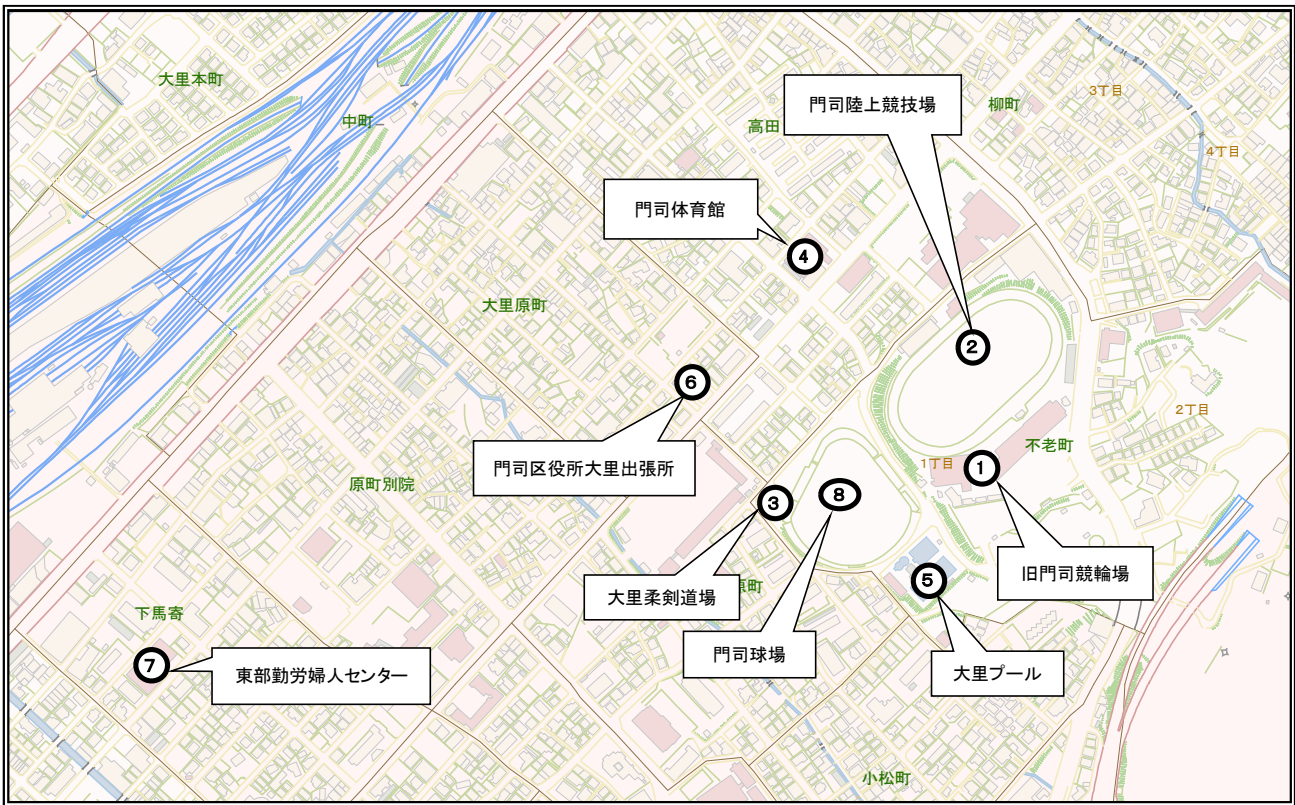 大里本町
中町
高田
柳町
3丁目
4丁目
門司陸上競技場
門司体育館
④
大里原町
②
⑥
2丁目
不老町
1丁目
①
門司区役所大里出張所
原町別院
③
⑧
旧門司競輪場
大里柔剣道場
原町
⑤
下馬寄
門司球場
大里プール
⑦
東部勤労婦人センター
小松町